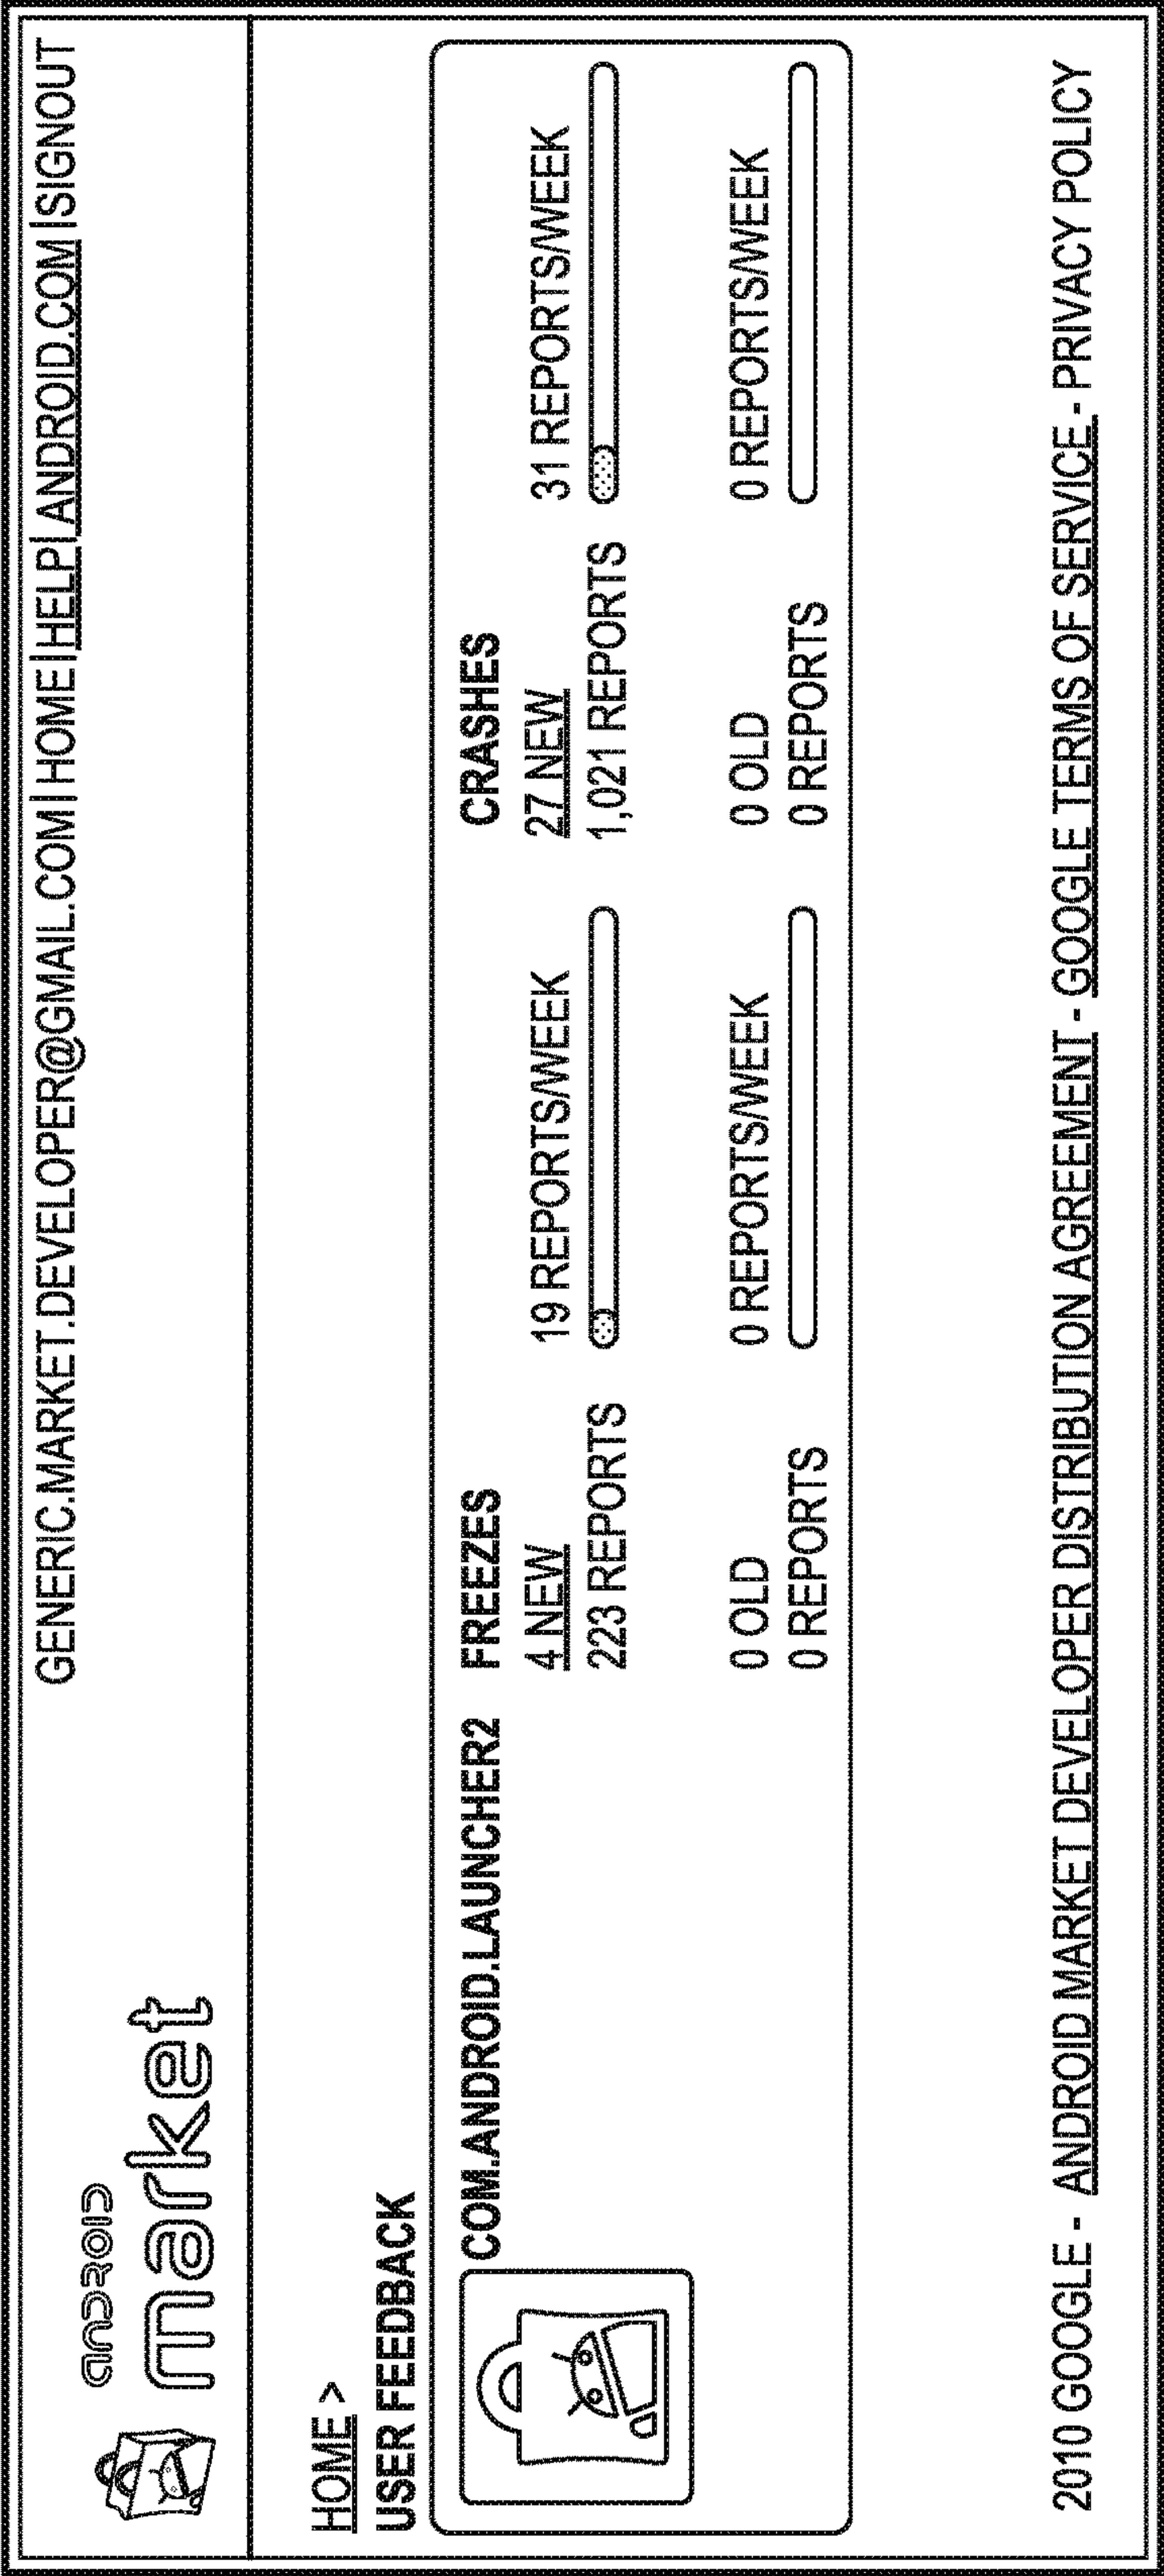 GENERIC.MARKET.DEVELOPER@GMAIL.COM|HOME|HELP|ANDROID.COM|SIGNOUT
ANDROID
market
HOME >
USER FEEDBACK
COM.ANDROID.LAUNCHER2 FREEZES CRASHES
4 NEW 19 REPORTS/WEEK 27 NEW 31 REPORTS/WEEK
223 REPORTS 1,021 REPORTS
0 OLD 0 REPORTS/WEEK 0 OLD 0 REPORTS/WEEK
0 REPORTS 0 REPORTS
2010 GOOGLE - ANDROID MARKET DEVELOPER DISTRIBUTION AGREEMENT - GOOGLE TERMS OF SERVICE - PRIVACY POLICY